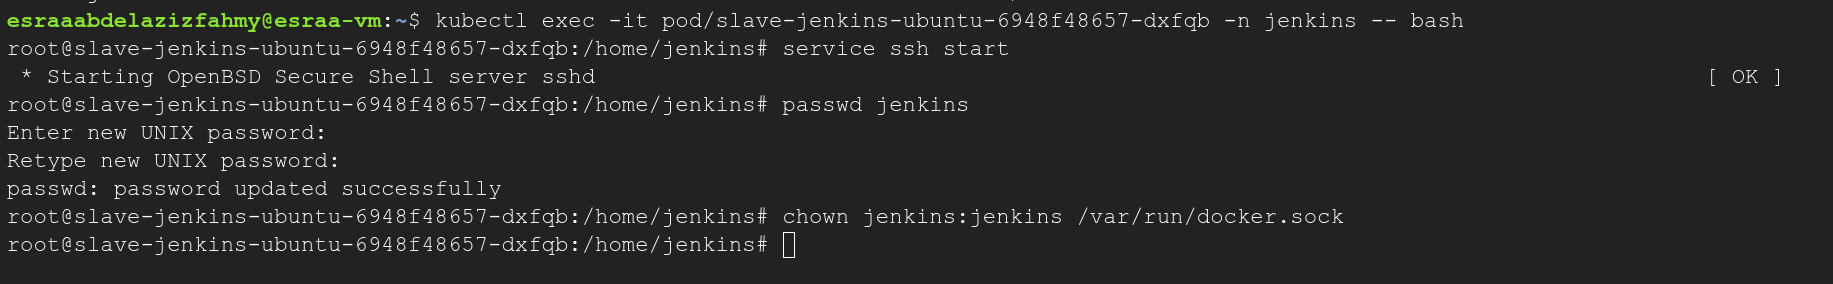 esraaabdelazizfahmy@esraa-vm:~$ kubectl exec -it pod/slave-jenkins-ubuntu-6948f48657-dxfqb -n jenkins -- bash
root@slave-jenkins-ubuntu-6948f48657-dxfqb:/home/jenkins# service ssh start
 * Starting OpenBSD Secure Shell server sshd [ OK ]
root@slave-jenkins-ubuntu-6948f48657-dxfqb:/home/jenkins# passwd jenkins
Enter new UNIX password:
Retype new UNIX password:
passwd: password updated successfully
root@slave-jenkins-ubuntu-6948f48657-dxfqb:/home/jenkins# chown jenkins:jenkins /var/run/docker.sock
root@slave-jenkins-ubuntu-6948f48657-dxfqb:/home/jenkins#